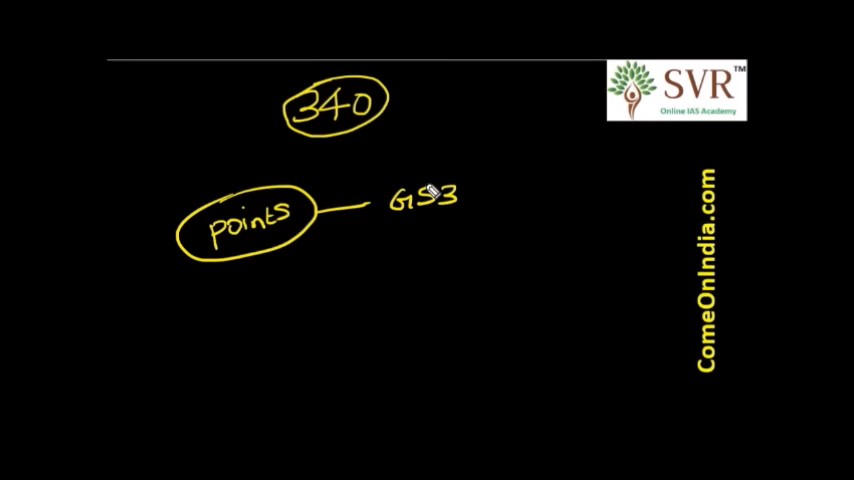 340
SVR™
Online IAS Academy
points — GS3
ComeOnIndia.com